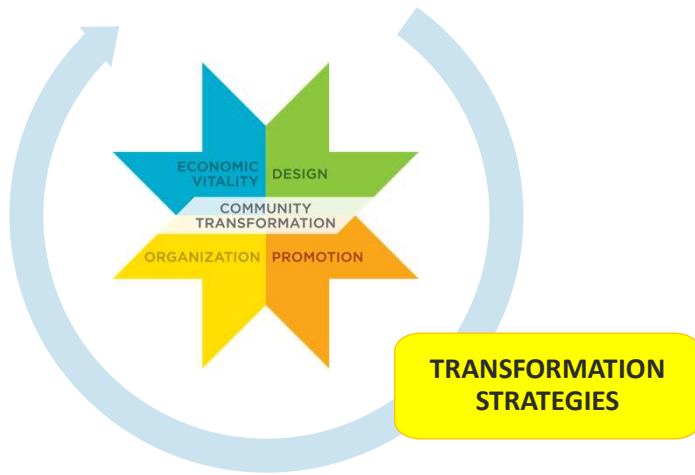 ECONOMIC
VITALITY
DESIGN
COMMUNITY
TRANSFORMATION
ORGANIZATION
PROMOTION
TRANSFORMATION
STRATEGIES